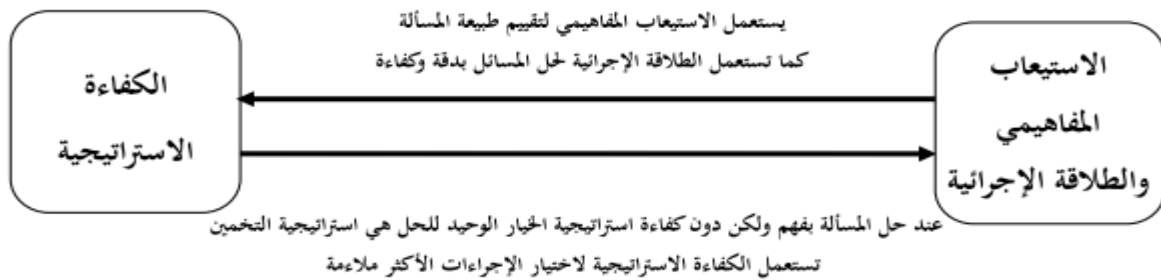 يستعمل الاستيعاب المفاهيمي لتقييم طبيعة المسألة
كما تستعمل الطلاقة الإجرائية لحل المسائل بدقة وكفاءة
الاستيعاب
المفاهيمي
والطلاقة الإجرائية
الكفاءة
الاستراتيجية
عند حل المسألة بفهم ولكن دون كفاءة استراتيجية الخيار الوحيد للحل هي استراتيجية التخمين
تستعمل الكفاءة الاستراتيجية لاختيار الإجراءات الأكثر ملاءمة